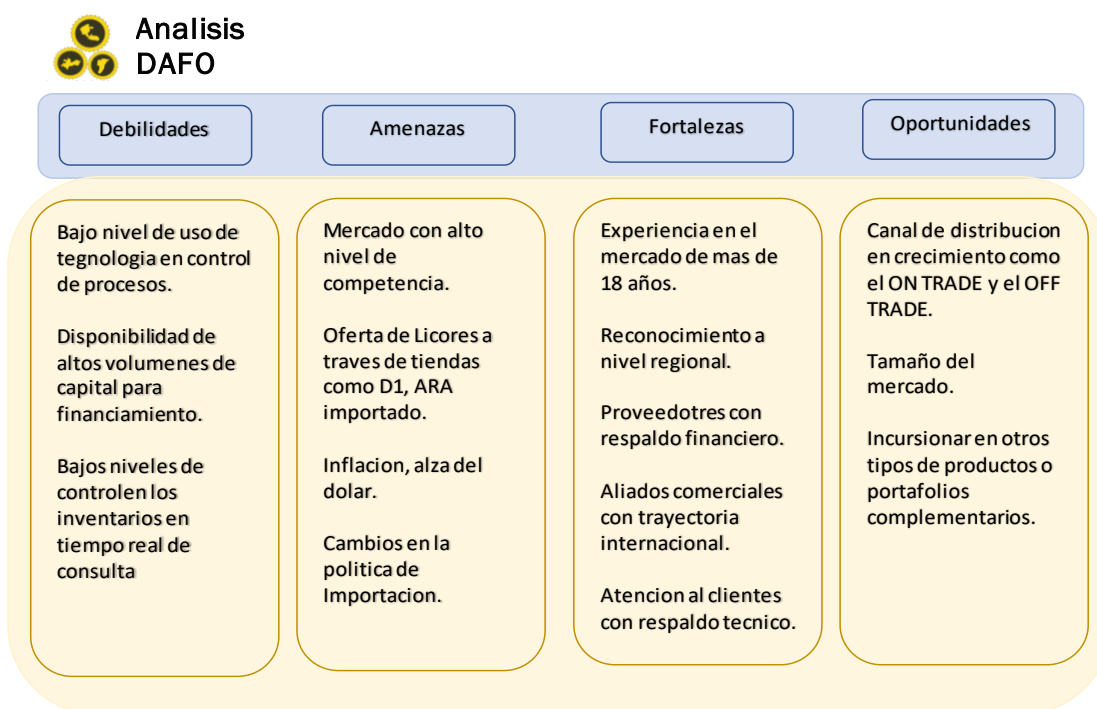 Analisis
DAFO
Debilidades
Amenazas
Fortalezas
Oportunidades
Bajo nivel de uso de
tegnologia en control
de procesos.
Disponibilidad de
altos volumenes de
capital para
financiamiento.
Bajos niveles de
controlen los
inventarios en
tiempo real de
consulta
Mercado con alto
nivel de
competencia.
Oferta de Licores a
traves de tiendas
como D1, ARA
importado.
Inflacion, alza del
dolar.
Cambios en la
politica de
Importacion.
Experiencia en el
mercado de mas de
18 años.
Reconocimiento a
nivel regional.
Proveedotres con
respaldo financiero.
Aliados comerciales
con trayectoria
internacional.
Atencion al clientes
con respaldo tecnico.
Canal de distribucion
en crecimiento como
el ON TRADE y el OFF
TRADE.
Tamaño del
mercado.
Incursionar en otros
tipos de productos o
portafolios
complementarios.